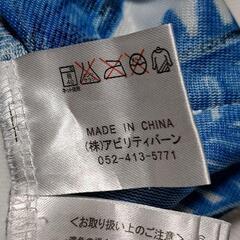 ネット使用
MADE IN CHINA
(株)アビリティバーン
052-413-5771
<お取り扱い上のご注意>